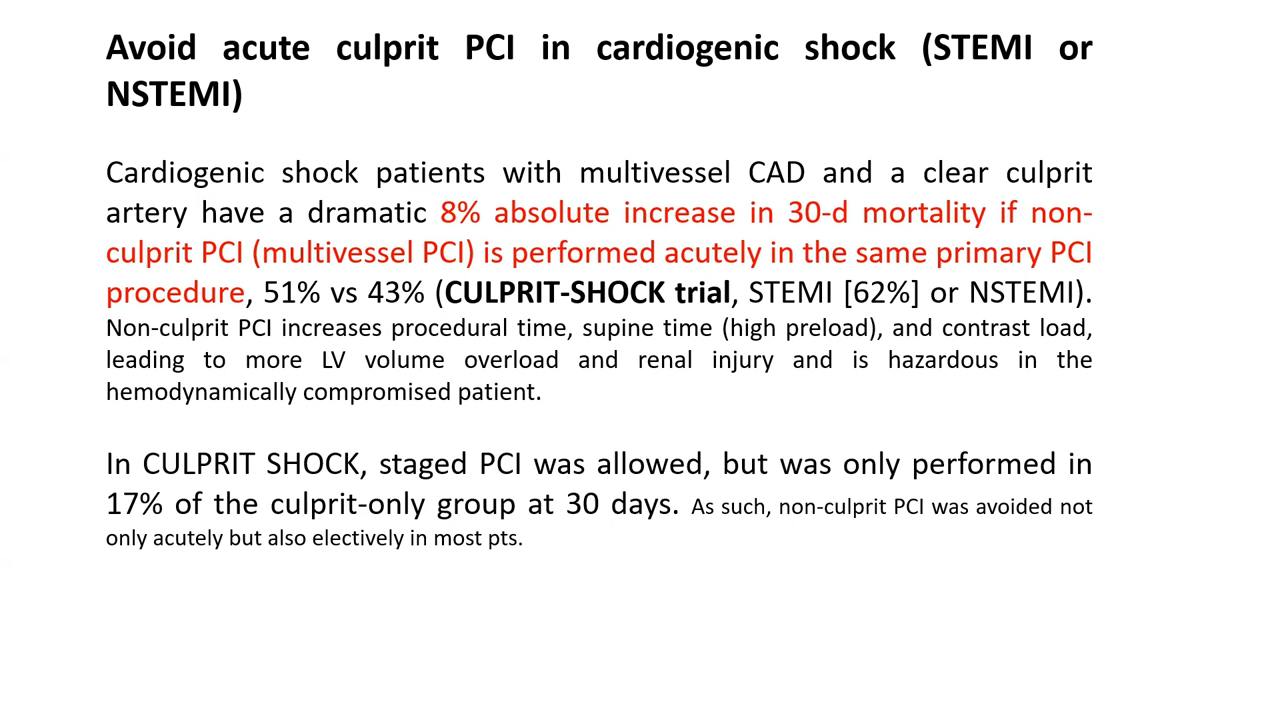 Avoid acute culprit PCI in cardiogenic shock (STEMI or
NSTEMI)
Cardiogenic shock patients with multivessel CAD and a clear culprit
artery have a dramatic 8% absolute increase in 30-d mortality if non-
culprit PCI (multivessel PCI) is performed acutely in the same primary PCI
procedure, 51% vs 43% (CULPRIT-SHOCK trial, STEMI [62%] or NSTEMI).
Non-culprit PCI increases procedural time, supine time (high preload), and contrast load,
leading to more LV volume overload and renal injury and is hazardous in the
hemodynamically compromised patient.
In CULPRIT SHOCK, staged PCI was allowed, but was only performed in
17% of the culprit-only group at 30 days. As such, non-culprit PCI was avoided not
only acutely but also electively in most pts.